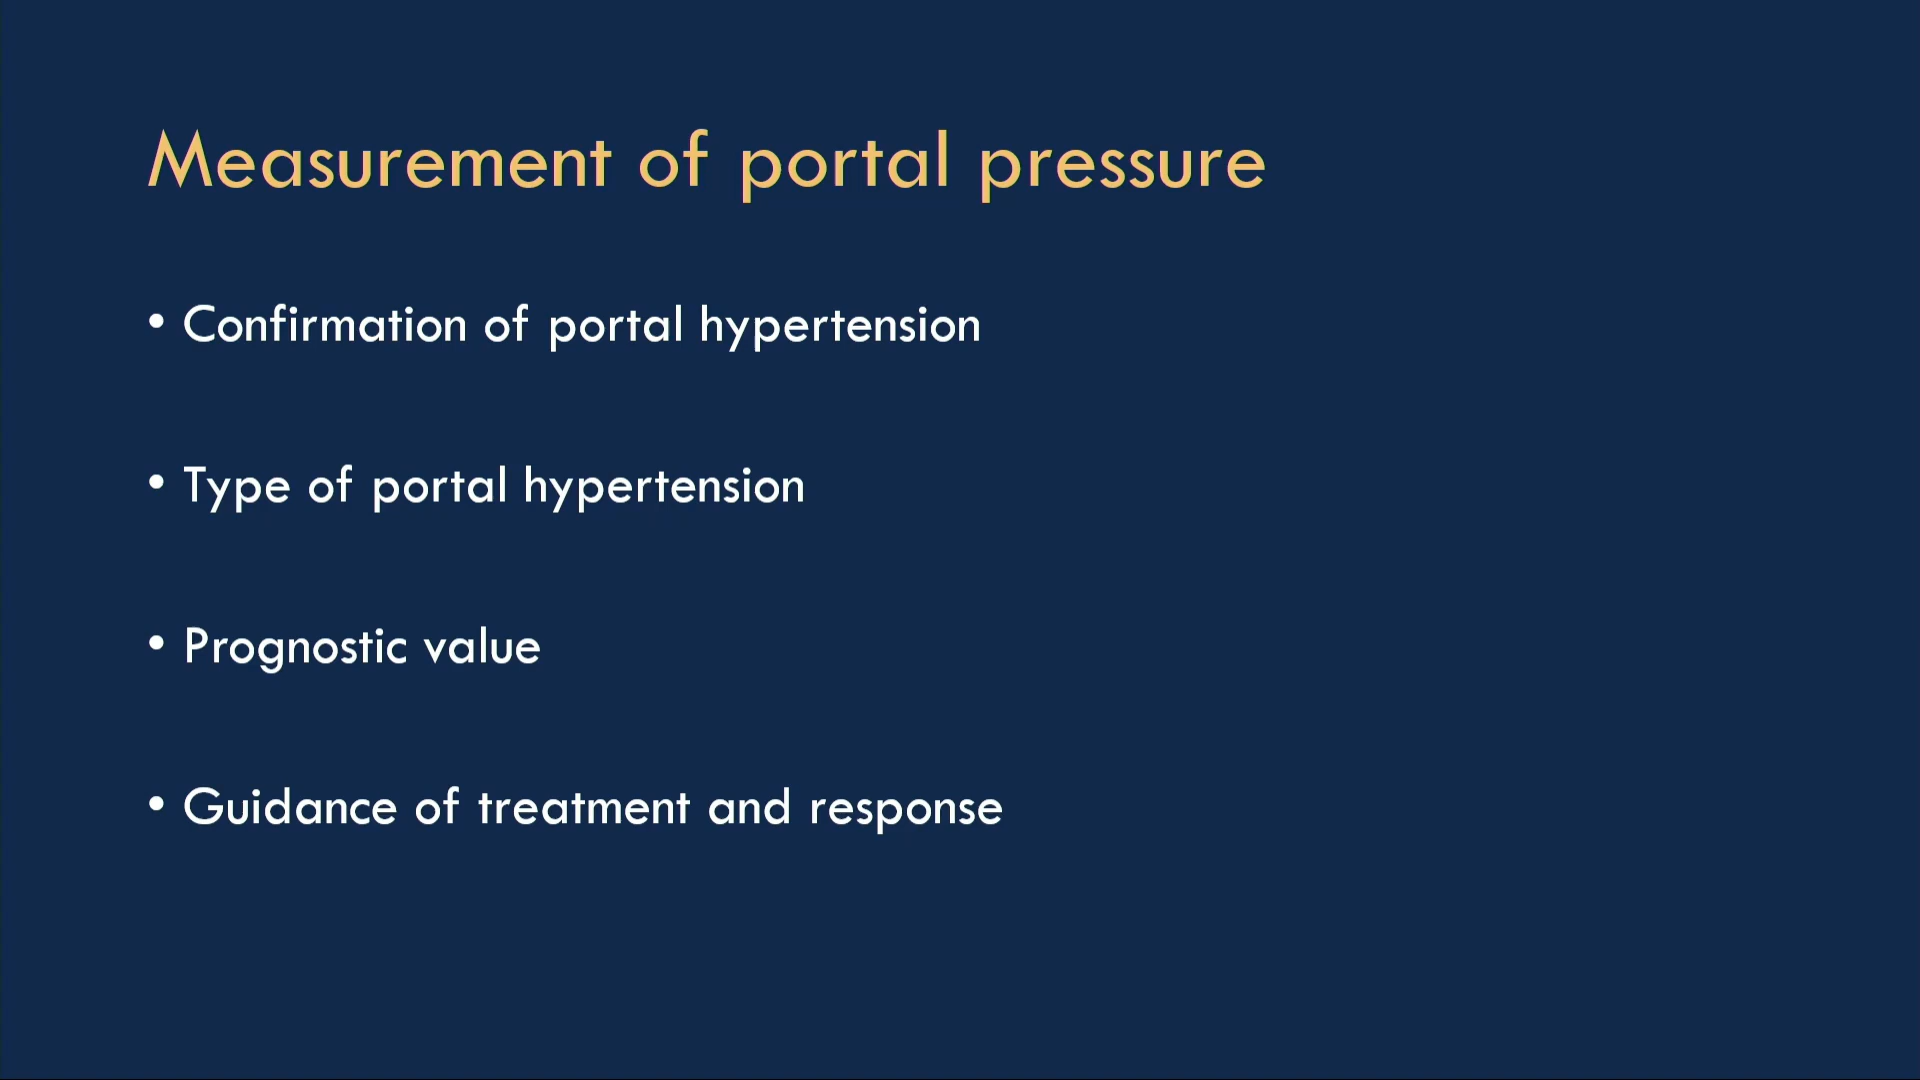 Measurement of portal pressure
• Confirmation of portal hypertension
• Type of portal hypertension
• Prognostic value
• Guidance of treatment and response